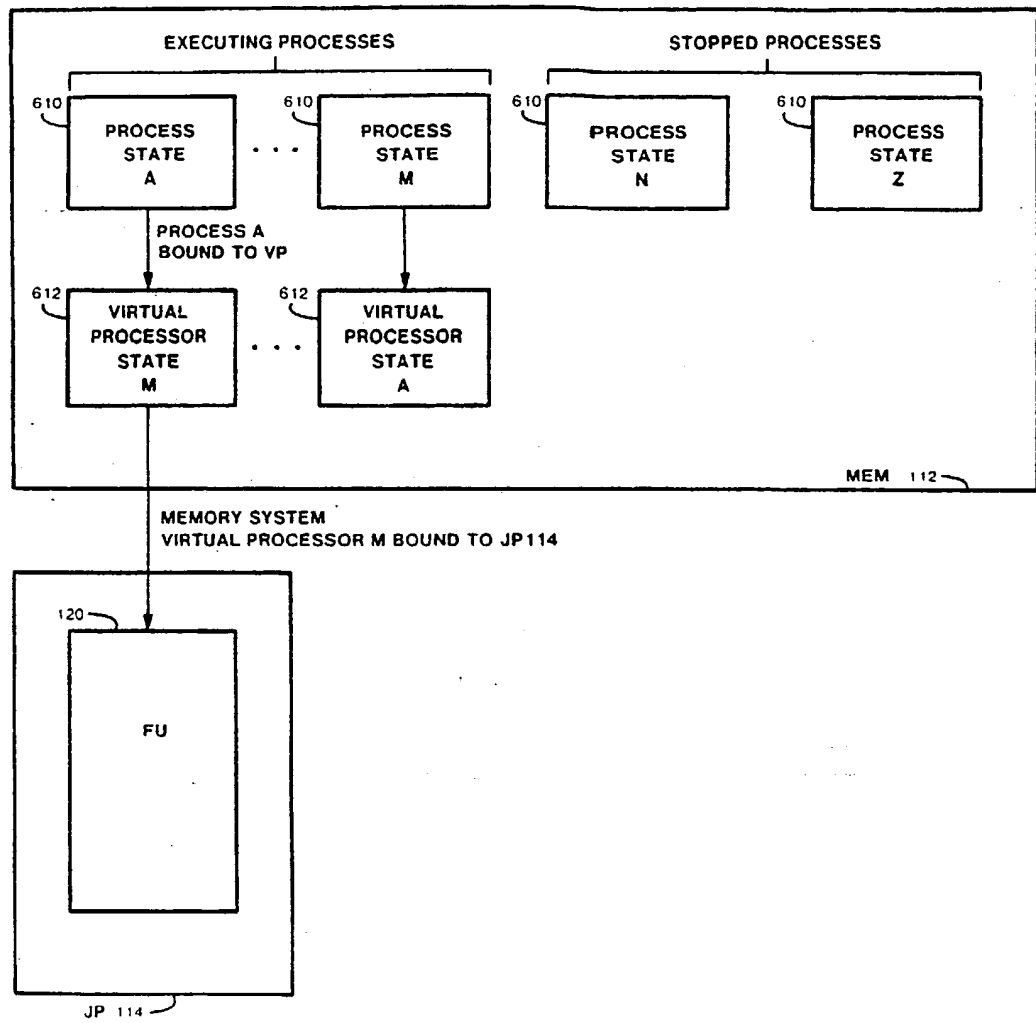 EXECUTING PROCESSES
STOPPED PROCESSES
610
PROCESS
STATE
A
. . .
610
PROCESS
STATE
M
610
PROCESS
STATE
N
610
PROCESS
STATE
Z
PROCESS A
BOUND TO VP
612
VIRTUAL
PROCESSOR
STATE
M
. . .
612
VIRTUAL
PROCESSOR
STATE
A
MEM 112
MEMORY SYSTEM
VIRTUAL PROCESSOR M BOUND TO JP114
120
FU
JP 114